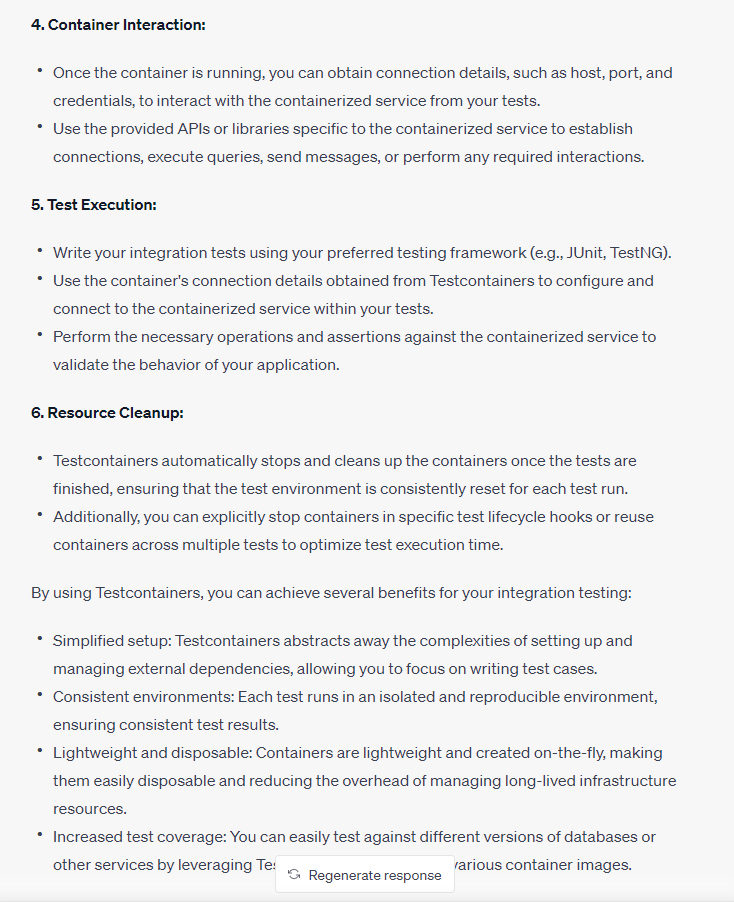 4. Container Interaction:
• Once the container is running, you can obtain connection details, such as host, port, and
credentials, to interact with the containerized service from your tests.
• Use the provided APIs or libraries specific to the containerized service to establish
connections, execute queries, send messages, or perform any required interactions.
5. Test Execution:
• Write your integration tests using your preferred testing framework (e.g., JUnit, TestNG).
• Use the container's connection details obtained from Testcontainers to configure and
connect to the containerized service within your tests.
• Perform the necessary operations and assertions against the containerized service to
validate the behavior of your application.
6. Resource Cleanup:
• Testcontainers automatically stops and cleans up the containers once the tests are
finished, ensuring that the test environment is consistently reset for each test run.
• Additionally, you can explicitly stop containers in specific test lifecycle hooks or reuse
containers across multiple tests to optimize test execution time.
By using Testcontainers, you can achieve several benefits for your integration testing:
• Simplified setup: Testcontainers abstracts away the complexities of setting up and
managing external dependencies, allowing you to focus on writing test cases.
• Consistent environments: Each test runs in an isolated and reproducible environment,
ensuring consistent test results.
• Lightweight and disposable: Containers are lightweight and created on-the-fly, making
them easily disposable and reducing the overhead of managing long-lived infrastructure
resources.
• Increased test coverage: You can easily test against different versions of databases or
other services by leveraging various container images.
Regenerate response